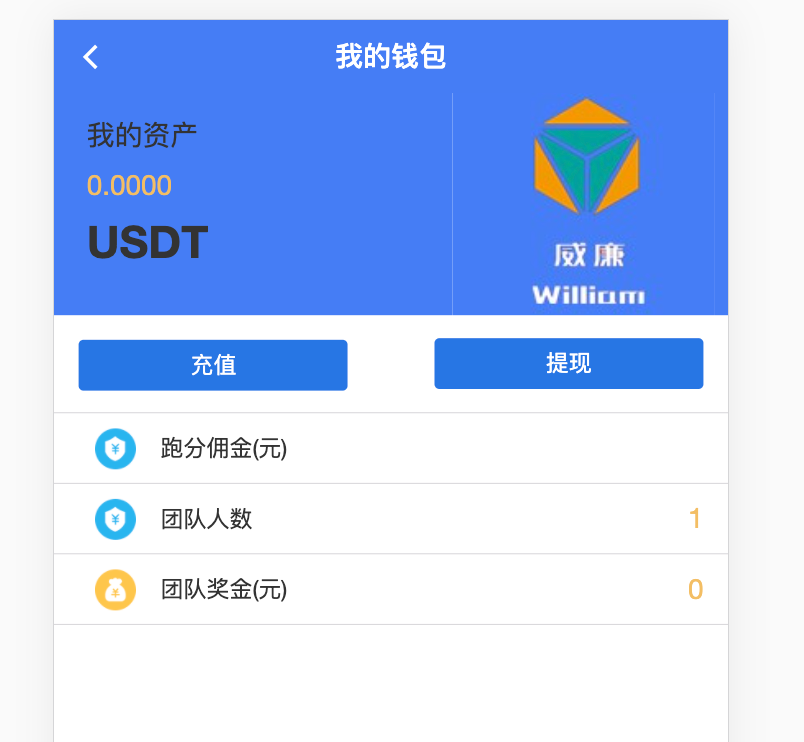 我的钱包
我的资产
0.0000
USDT
威廉
William
充值
提现
跑分佣金(元)
团队人数 1
团队奖金(元) 0